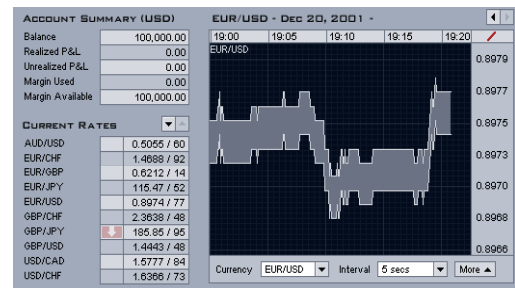 ACCOUNT SUMMARY (USD)
Balance 100,000.00
Realized P&L 0.00
Unrealized P&L 0.00
Margin Used 0.00
Margin Available 100,000.00
CURRENT RATES
AUD/USD 0.5055 / 60
EUR/CHF 1.4688 / 92
EUR/GBP 0.6212 / 14
EUR/JPY 115.47 / 52
EUR/USD 0.8974 / 77
GBP/CHF 2.3638 / 48
GBP/JPY 185.85 / 95
GBP/USD 1.4443 / 48
USD/CAD 1.5777 / 84
USD/CHF 1.6366 / 73
EUR/USD - DEC 20, 2001 -
19:00 19:05 19:10 19:15 19:20
EUR/USD
0.8979
0.8977
0.8975
0.8973
0.8970
0.8968
0.8966
Currency EUR/USD Interval 5 secs More